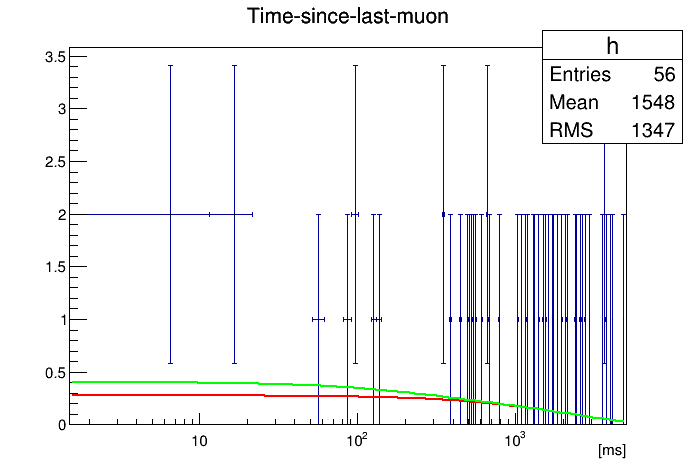 Time-since-last-muon
h
Entries 56
Mean 1548
RMS 1347
3.5
3
2.5
2
1.5
1
0.5
0
10
10²
10³
[ms]